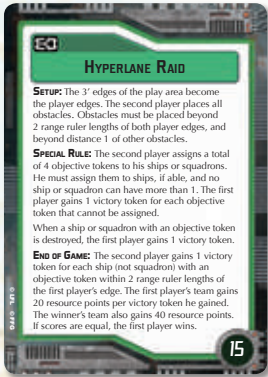 HYPERLANE RAID
SETUP: The 3' edges of the play area become
the player edges. The second player places all
obstacles. Obstacles must be placed beyond
2 range ruler lengths of both player edges, and
beyond distance 1 of other obstacles.
SPECIAL RULE: The second player assigns a total
of 4 objective tokens to his ships or squadrons.
He must assign them to ships, if able, and no
ship or squadron can have more than 1. The first
player gains 1 victory token for each objective
token that cannot be assigned.
When a ship or squadron with an objective token
is destroyed, the first player gains 1 victory token.
END OF GAME: The second player gains 1 victory
token for each ship (not squadron) with an
objective token within 2 range ruler lengths of
the first player's edge. The first player's team gains
20 resource points per victory token he gained.
The winner's team also gains 40 resource points.
If scores are equal, the first player wins.
15